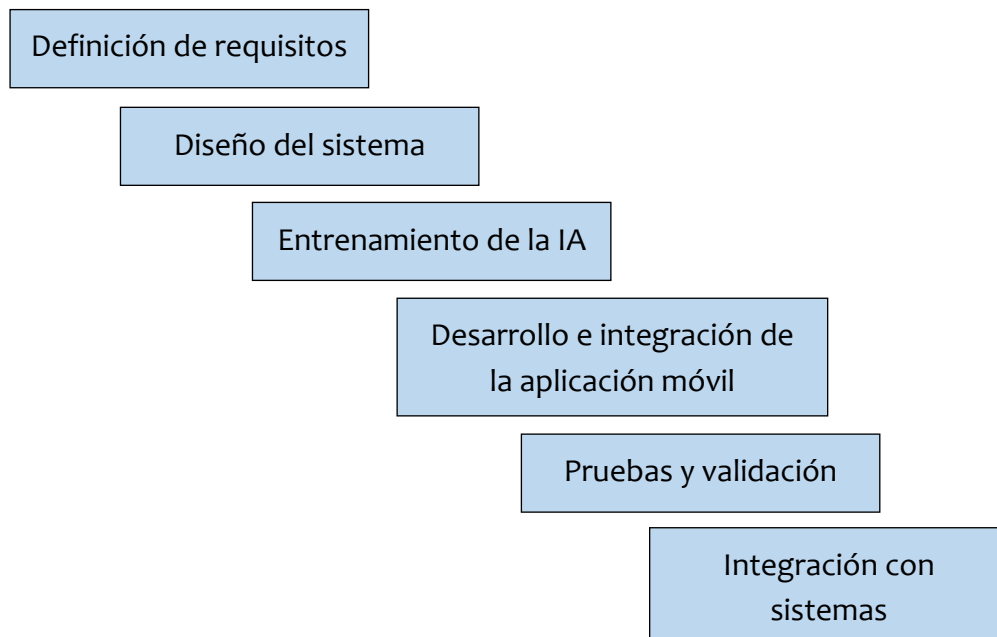 Definición de requisitos
Diseño del sistema
Entrenamiento de la IA
Desarrollo e integración de
la aplicación móvil
Pruebas y validación
Integración con
sistemas